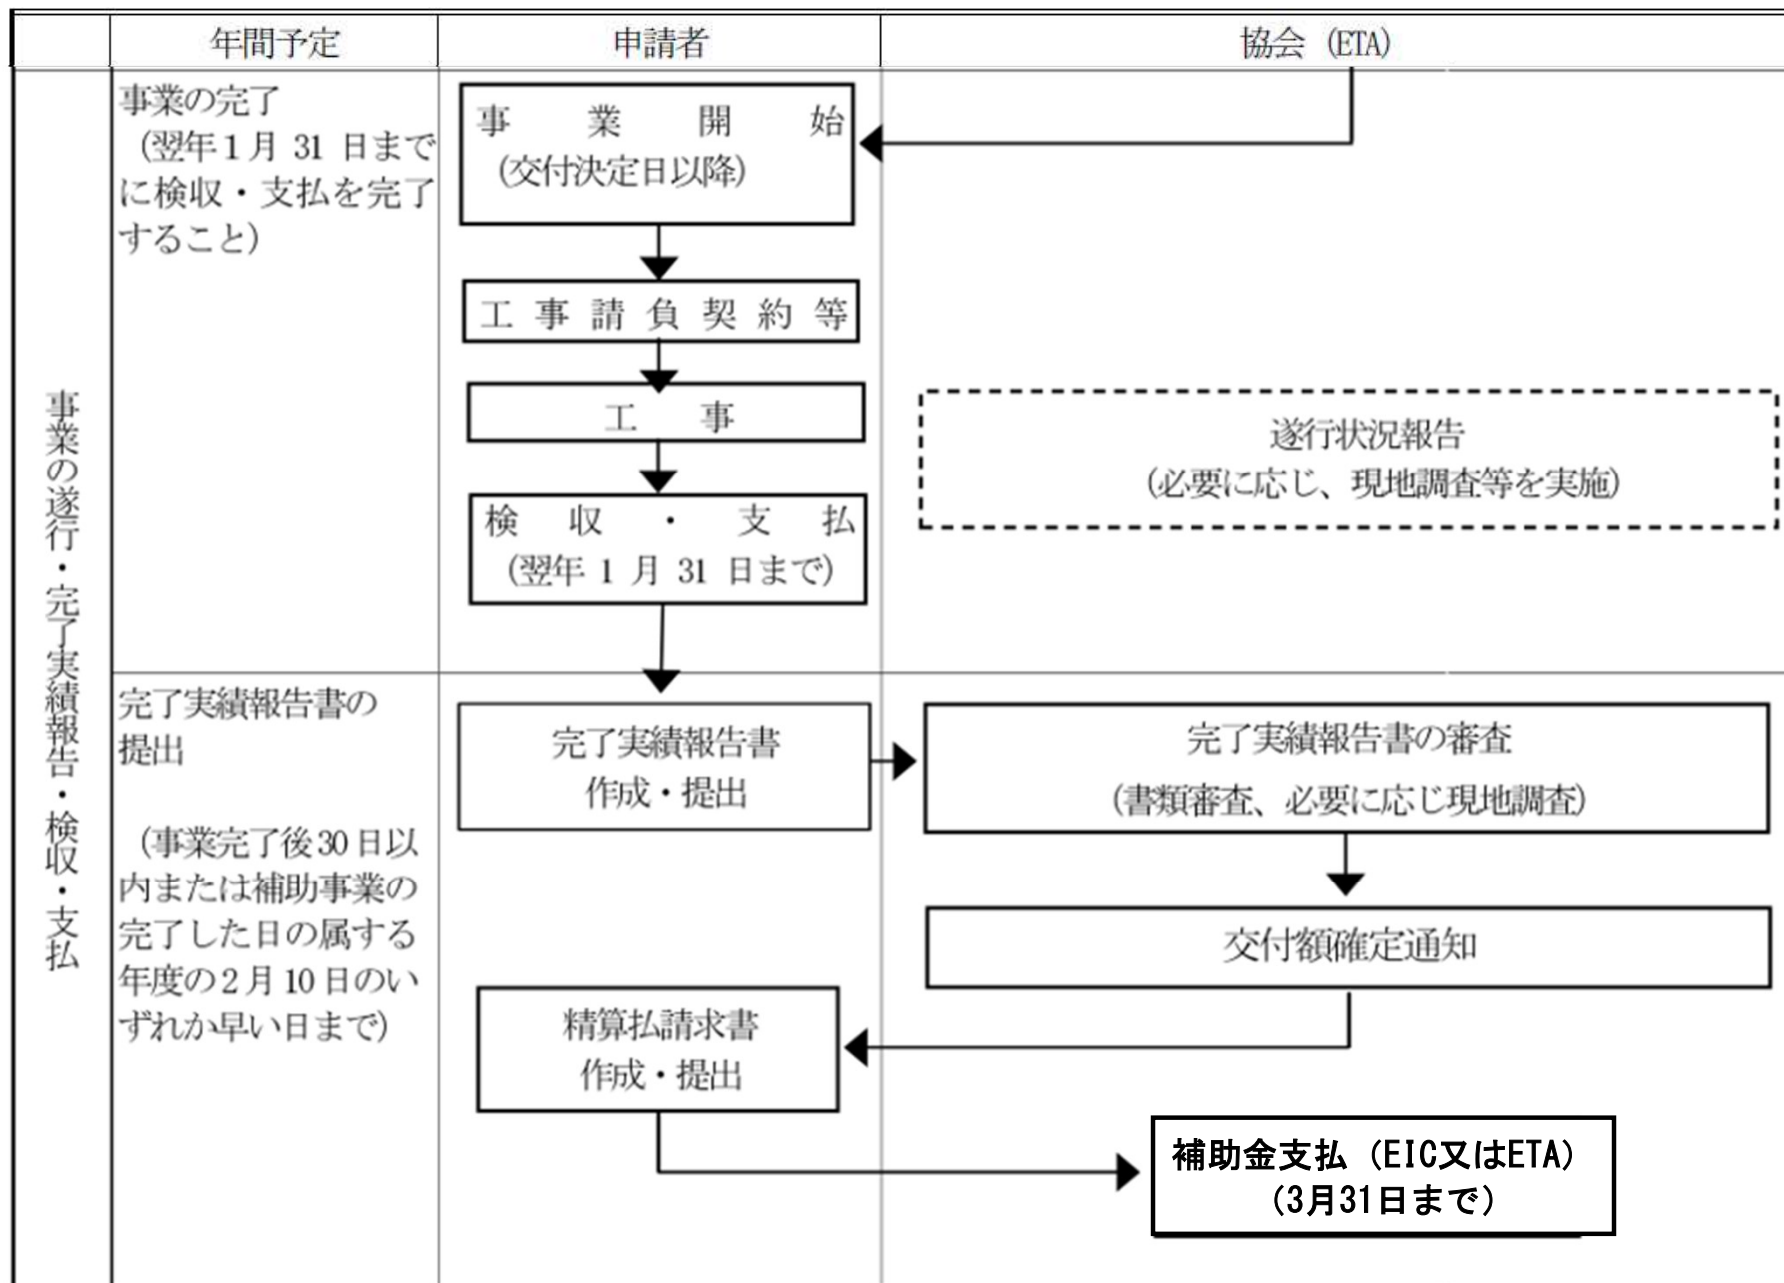 年間予定
申請者
協会 (ETA)
事業の遂行・完了実績報告・検収・支払
事業の完了
(翌年1月 31 日まで
に検収・支払を完了
すること)
事業開始
(交付決定日以降)
工事請負契約等
工事
検収・支払
(翌年 1 月 31 日まで)
遂行状況報告
(必要に応じ、現地調査等を実施)
完了実績報告書の
提出
(事業完了後30日以
内または補助事業の
完了した日の属する
年度の2月10日のい
ずれか早い日まで)
完了実績報告書
作成・提出
完了実績報告書の審査
(書類審査、必要に応じ現地調査)
交付額確定通知
精算払請求書
作成・提出
補助金支払 (EIC又はETA)
(3月31日まで)